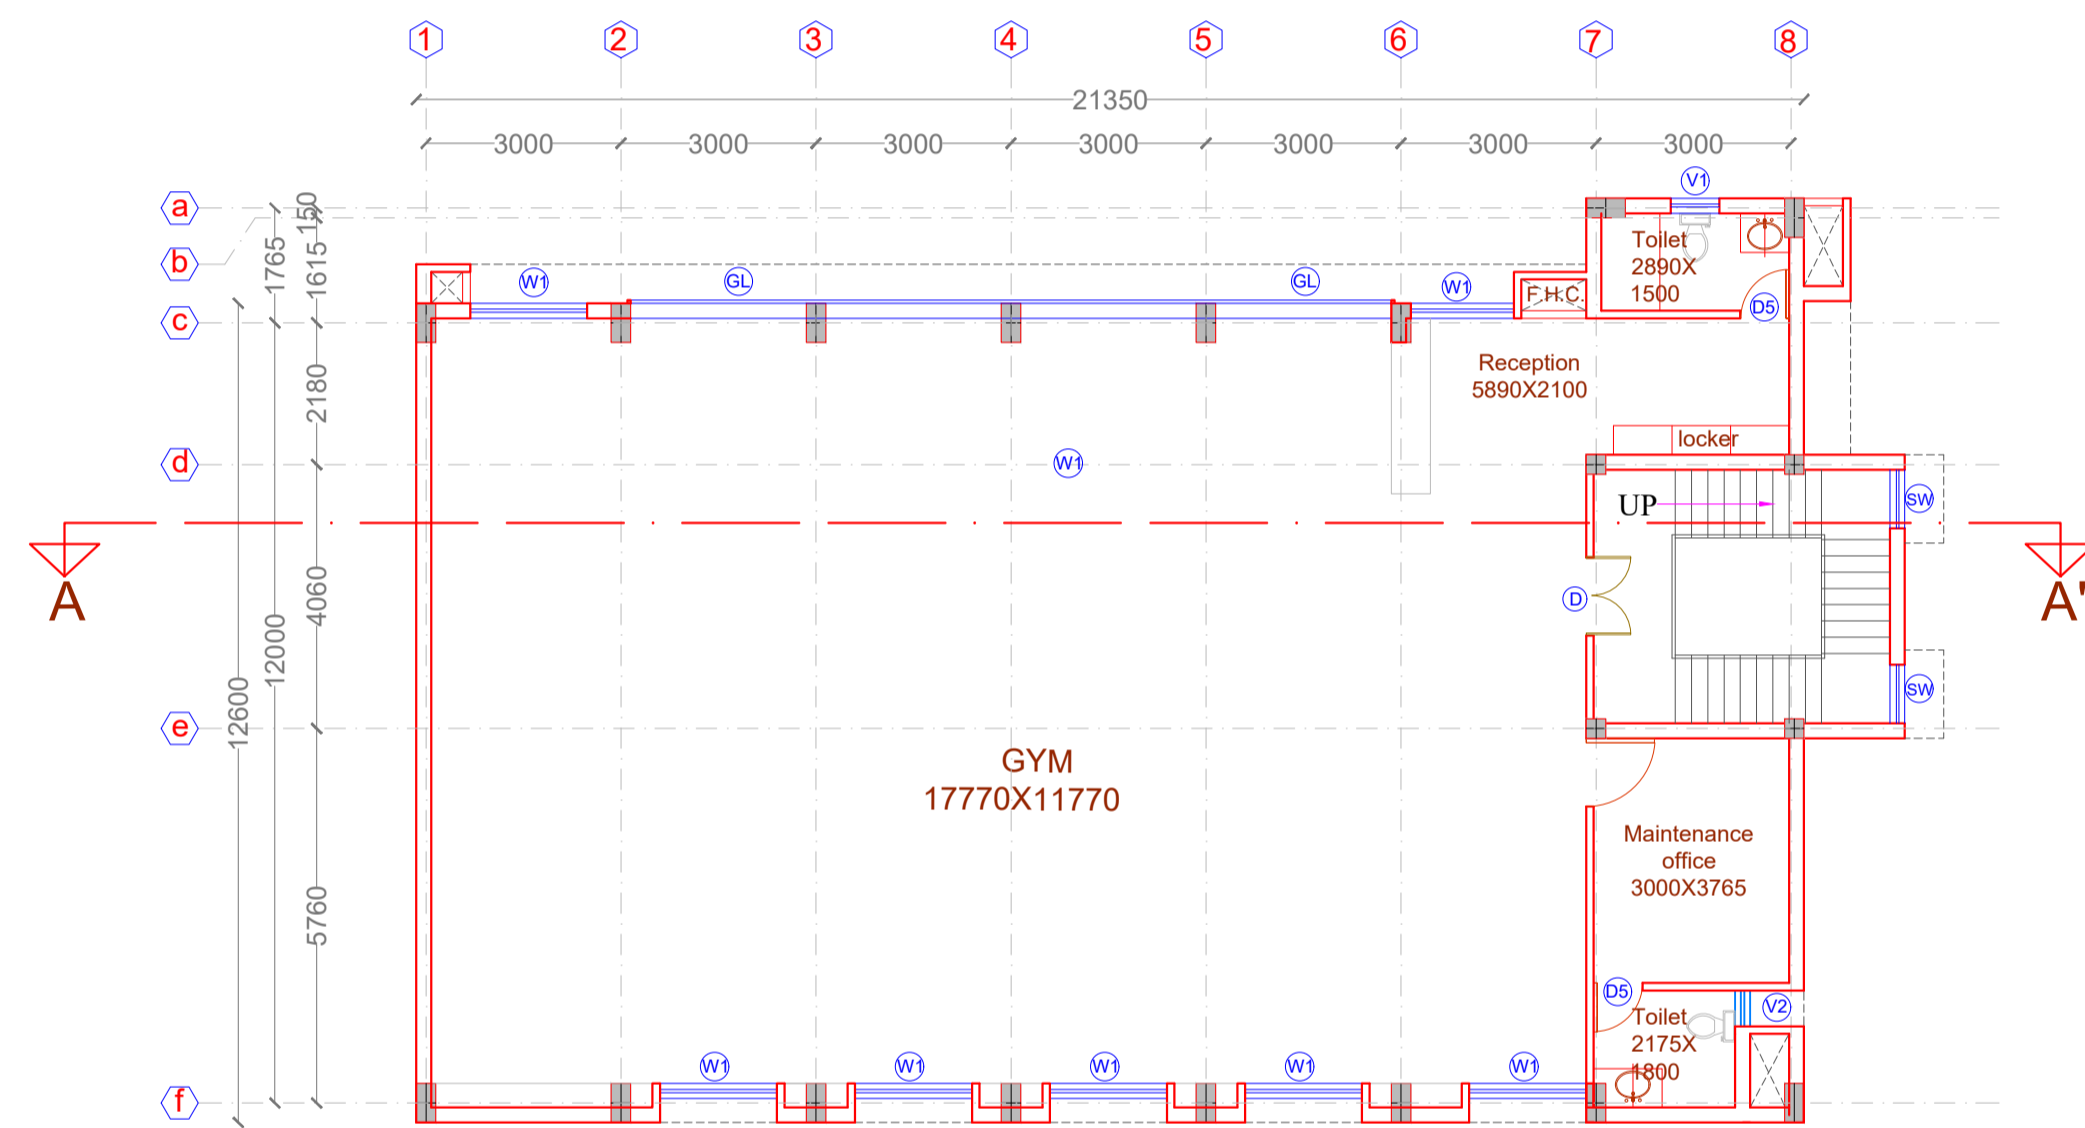 1 2 3 4 5 6 7 8
21350
3000 3000 3000 3000 3000 3000 3000
a
b
c
d
e
f
150
1765
1615
2180
4060
12000
12600
5760
V1
Toilet
2890X
1500
D5
W1
GL
GL
W1
F.H.C.
Reception
5890X2100
locker
W1
UP
SW
A
A'
D
SW
GYM
17770X11770
Maintenance
office
3000X3765
D5
V2
Toilet
2175X
1800
W1 W1 W1 W1 W1